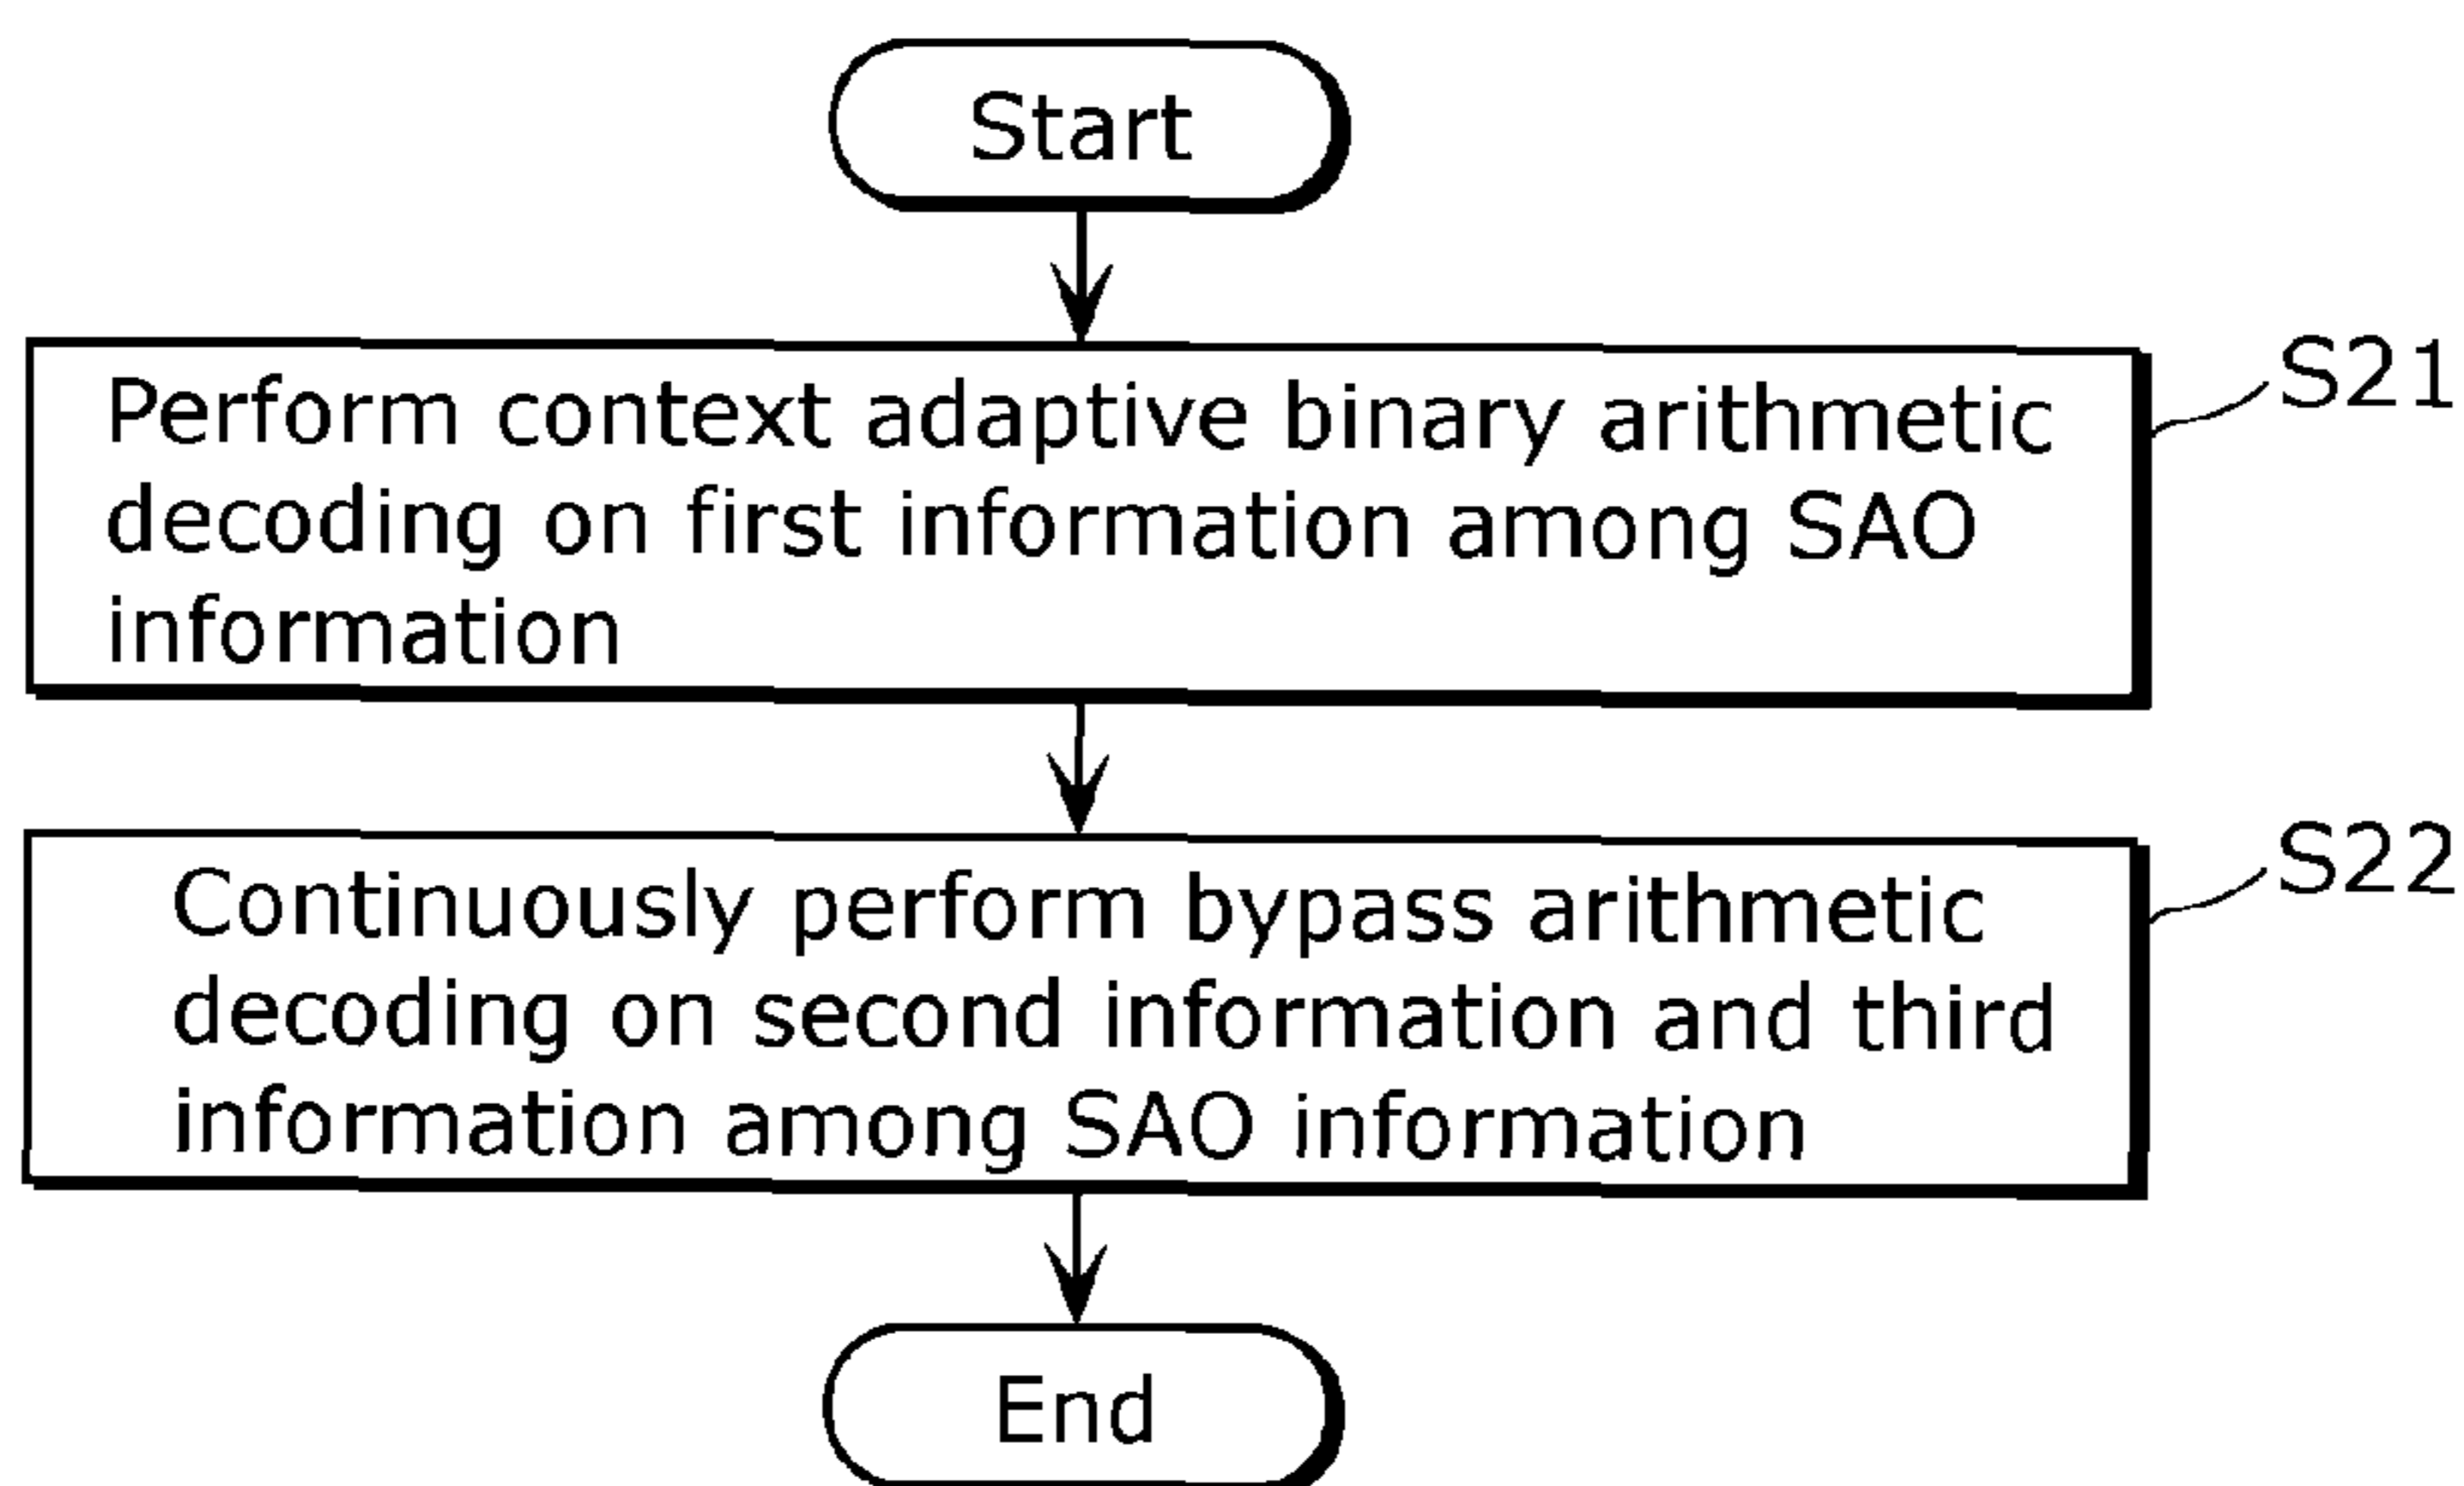 Start
Perform context adaptive binary arithmetic
decoding on first information among SAO
information
S21
Continuously perform bypass arithmetic
decoding on second information and third
information among SAO information
S22
End